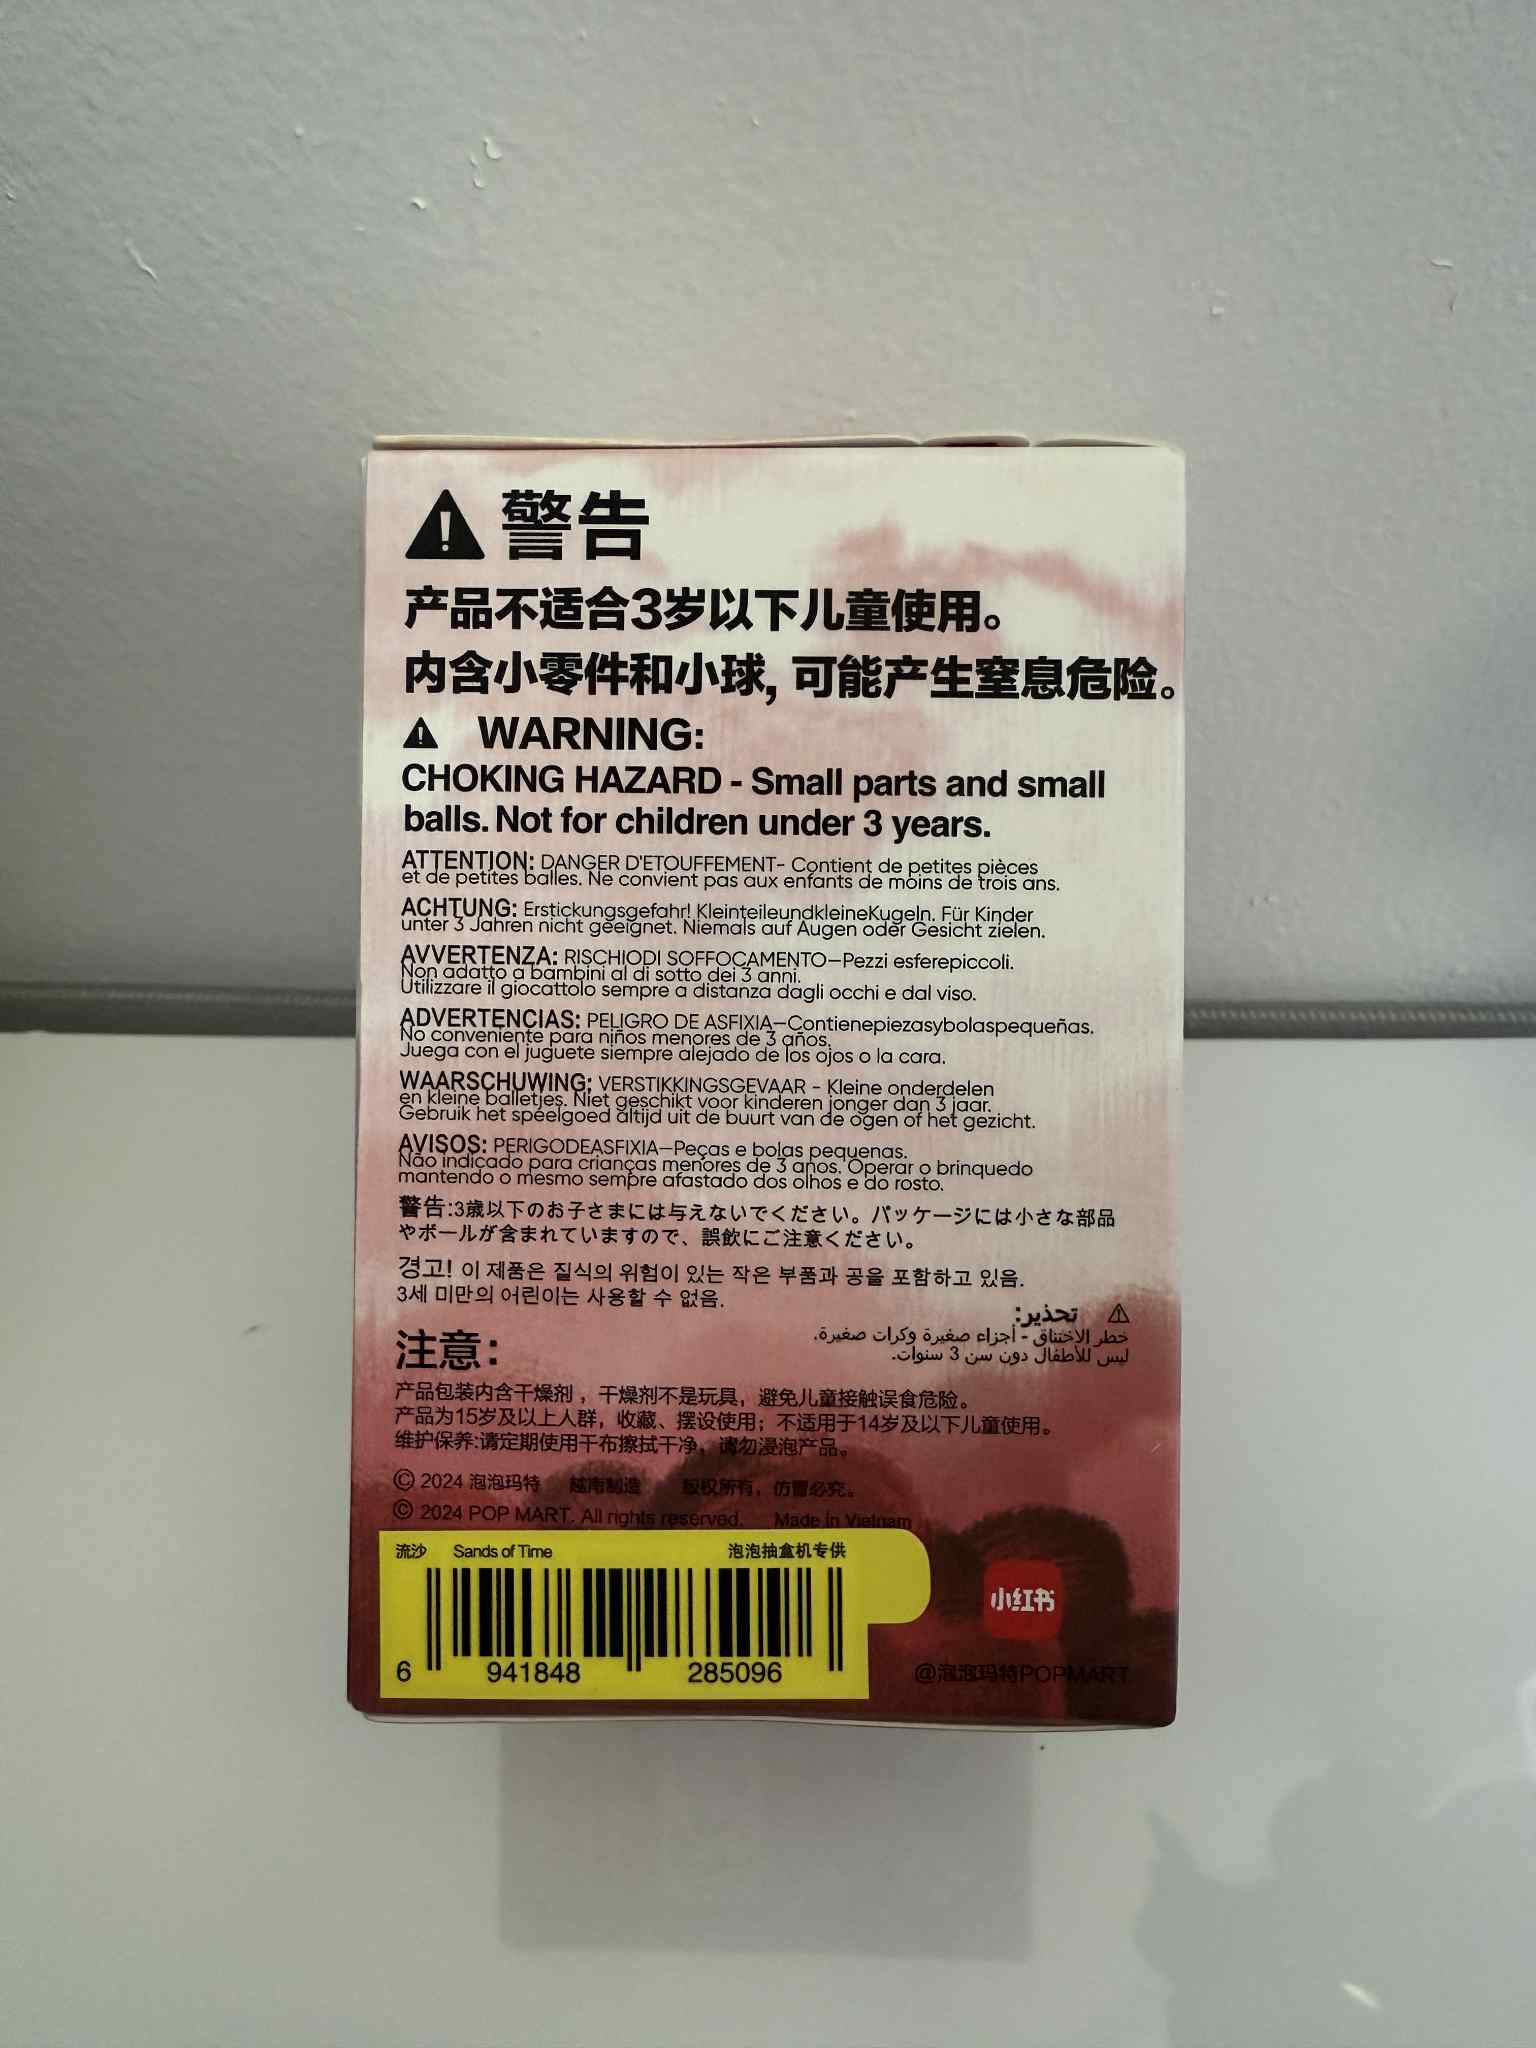 警告
产品不适合3岁以下儿童使用。
内含小零件和小球, 可能产生窒息危险。
WARNING:
CHOKING HAZARD - Small parts and small
balls. Not for children under 3 years.
ATTENTION: DANGER D'ETOUFFEMENT- Contient de petites pièces
et de petites balles. Ne convient pas aux enfants de moins de trois ans.
ACHTUNG: Erstickungsgefahr! KleinteileundkleineKugeln. Für Kinder
unter 3 Jahren nicht geeignet. Niemals auf Augen oder Gesicht zielen.
AVVERTENZA: RISCHIODI SOFFOCAMENTO—Pezzi esferepiccoli.
Non adatto a bambini al di sotto dei 3 anni.
Utilizzare il giocattolo sempre a distanza dagli occhi e dal viso.
ADVERTENCIAS: PELIGRO DE ASFIXIA—Contienepiezasybolaspequeñas.
No conveniente para niños menores de 3 años.
Juega con el juguete siempre alejado de los ojos o la cara.
WAARSCHUWING: VERSTIKKINGSGEVAAR - Kleine onderdelen
en kleine balletjes. Niet geschikt voor kinderen jonger dan 3 jaar.
Gebruik het speelgoed altijd uit de buurt van de ogen of het gezicht.
AVISOS: PERIGODEASFIXIA—Peças e bolas pequenas.
Não indicado para crianças menores de 3 anos. Operar o brinquedo
mantendo o mesmo sempre afastado dos olhos e do rosto.
警告:3歳以下のお子さまには与えないでください。パッケージには小さな部品
やボールが含まれていますので、誤飲にご注意ください。
경고! 이 제품은 질식의 위험이 있는 작은 부품과 공을 포함하고 있음.
3세 미만의 어린이는 사용할 수 없음.
تحذير:
خطر الاختناق - أجزاء صغيرة وكرات صغيرة.
ليس للأطفال دون سن 3 سنوات.
注意:
产品包装内含干燥剂，干燥剂不是玩具，避免儿童接触误食危险。
产品为15岁及以上人群，收藏、摆设使用；不适用于14岁及以下儿童使用。
维护保养:请定期使用干布擦拭干净，请勿浸泡产品。
© 2024 泡泡玛特 越南制造 版权所有，仿冒必究。
© 2024 POP MART. All rights reserved. Made in Vietnam
流沙 Sands of Time 泡泡抽盒机专供
6 941848 285096
小红书
@泡泡玛特POPMART